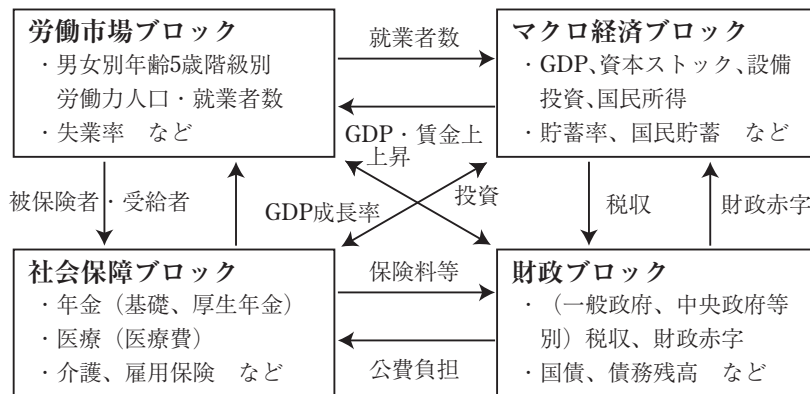 労働市場ブロック
・男女別年齢5歳階級別
労働力人口・就業者数
・失業率　など
就業者数
マクロ経済ブロック
・GDP、資本ストック、設備
投資、国民所得
・貯蓄率、国民貯蓄　など
GDP・賃金上
上昇
被保険者・受給者
GDP成長率
投資
税収
財政赤字
社会保障ブロック
・年金（基礎、厚生年金）
・医療（医療費）
・介護、雇用保険　など
保険料等
公費負担
財政ブロック
・（一般政府、中央政府等
別）税収、財政赤字
・国債、債務残高　など